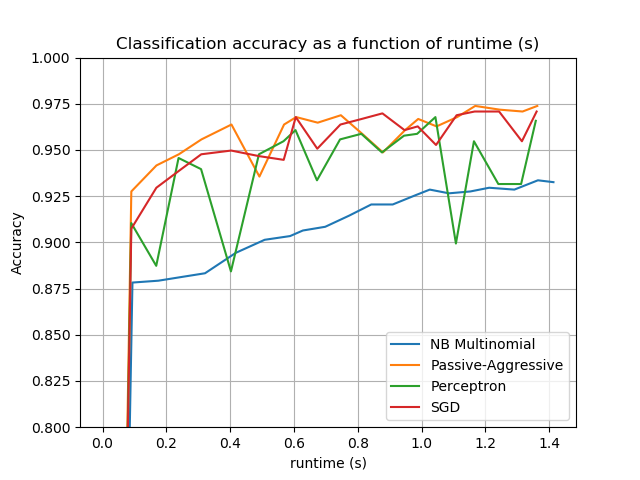 Classification accuracy as a function of runtime (s)
1.000
0.975
0.950
0.925
0.900
0.875
0.850
0.825
0.800
Accuracy
0.0 0.2 0.4 0.6 0.8 1.0 1.2 1.4
runtime (s)
NB Multinomial
Passive-Aggressive
Perceptron
SGD